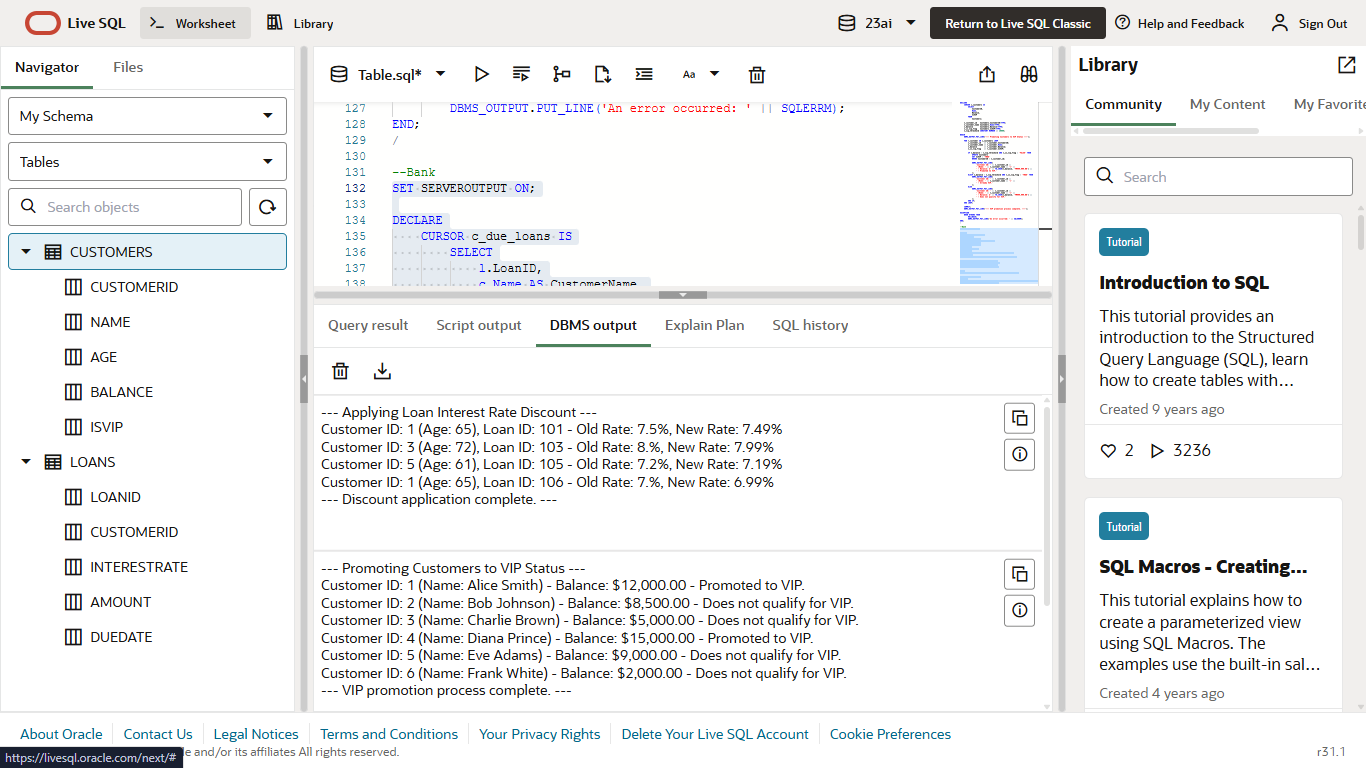 Live SQL
Worksheet
Library
23ai
Return to Live SQL Classic
Help and Feedback
Sign Out
Navigator
Files
My Schema
Tables
Search objects
CUSTOMERS
CUSTOMERID
NAME
AGE
BALANCE
ISVIP
LOANS
LOANID
CUSTOMERID
INTERESTRATE
AMOUNT
DUEDATE
Table.sql*
Aa
127 DBMS_OUTPUT.PUT_LINE('An error occurred: ' || SQLERRM);
128 END;
129 /
130
131 --Bank
132 SET SERVEROUTPUT ON;
133
134 DECLARE
135 CURSOR c_due_loans IS
136 SELECT
137 l.LoanID,
138 c.Name AS CustomerName,
Query result
Script output
DBMS output
Explain Plan
SQL history
--- Applying Loan Interest Rate Discount ---
Customer ID: 1 (Age: 65), Loan ID: 101 - Old Rate: 7.5%, New Rate: 7.49%
Customer ID: 3 (Age: 72), Loan ID: 103 - Old Rate: 8.%, New Rate: 7.99%
Customer ID: 5 (Age: 61), Loan ID: 105 - Old Rate: 7.2%, New Rate: 7.19%
Customer ID: 1 (Age: 65), Loan ID: 106 - Old Rate: 7.%, New Rate: 6.99%
--- Discount application complete. ---
--- Promoting Customers to VIP Status ---
Customer ID: 1 (Name: Alice Smith) - Balance: $12,000.00 - Promoted to VIP.
Customer ID: 2 (Name: Bob Johnson) - Balance: $8,500.00 - Does not qualify for VIP.
Customer ID: 3 (Name: Charlie Brown) - Balance: $5,000.00 - Does not qualify for VIP.
Customer ID: 4 (Name: Diana Prince) - Balance: $15,000.00 - Promoted to VIP.
Customer ID: 5 (Name: Eve Adams) - Balance: $9,000.00 - Does not qualify for VIP.
Customer ID: 6 (Name: Frank White) - Balance: $2,000.00 - Does not qualify for VIP.
--- VIP promotion process complete. ---
Library
Community
My Content
My Favorite
Search
Tutorial
Introduction to SQL
This tutorial provides an
introduction to the Structured
Query Language (SQL), learn
how to create tables with...
Created 9 years ago
2 3236
Tutorial
SQL Macros - Creating...
This tutorial explains how to
create a parameterized view
using SQL Macros. The
examples use the built-in sal...
Created 4 years ago
About Oracle
Contact Us
Legal Notices
Terms and Conditions
Your Privacy Rights
Delete Your Live SQL Account
Cookie Preferences
https://livesql.oracle.com/next/#
le and/or its affiliates All rights reserved.
r31.1